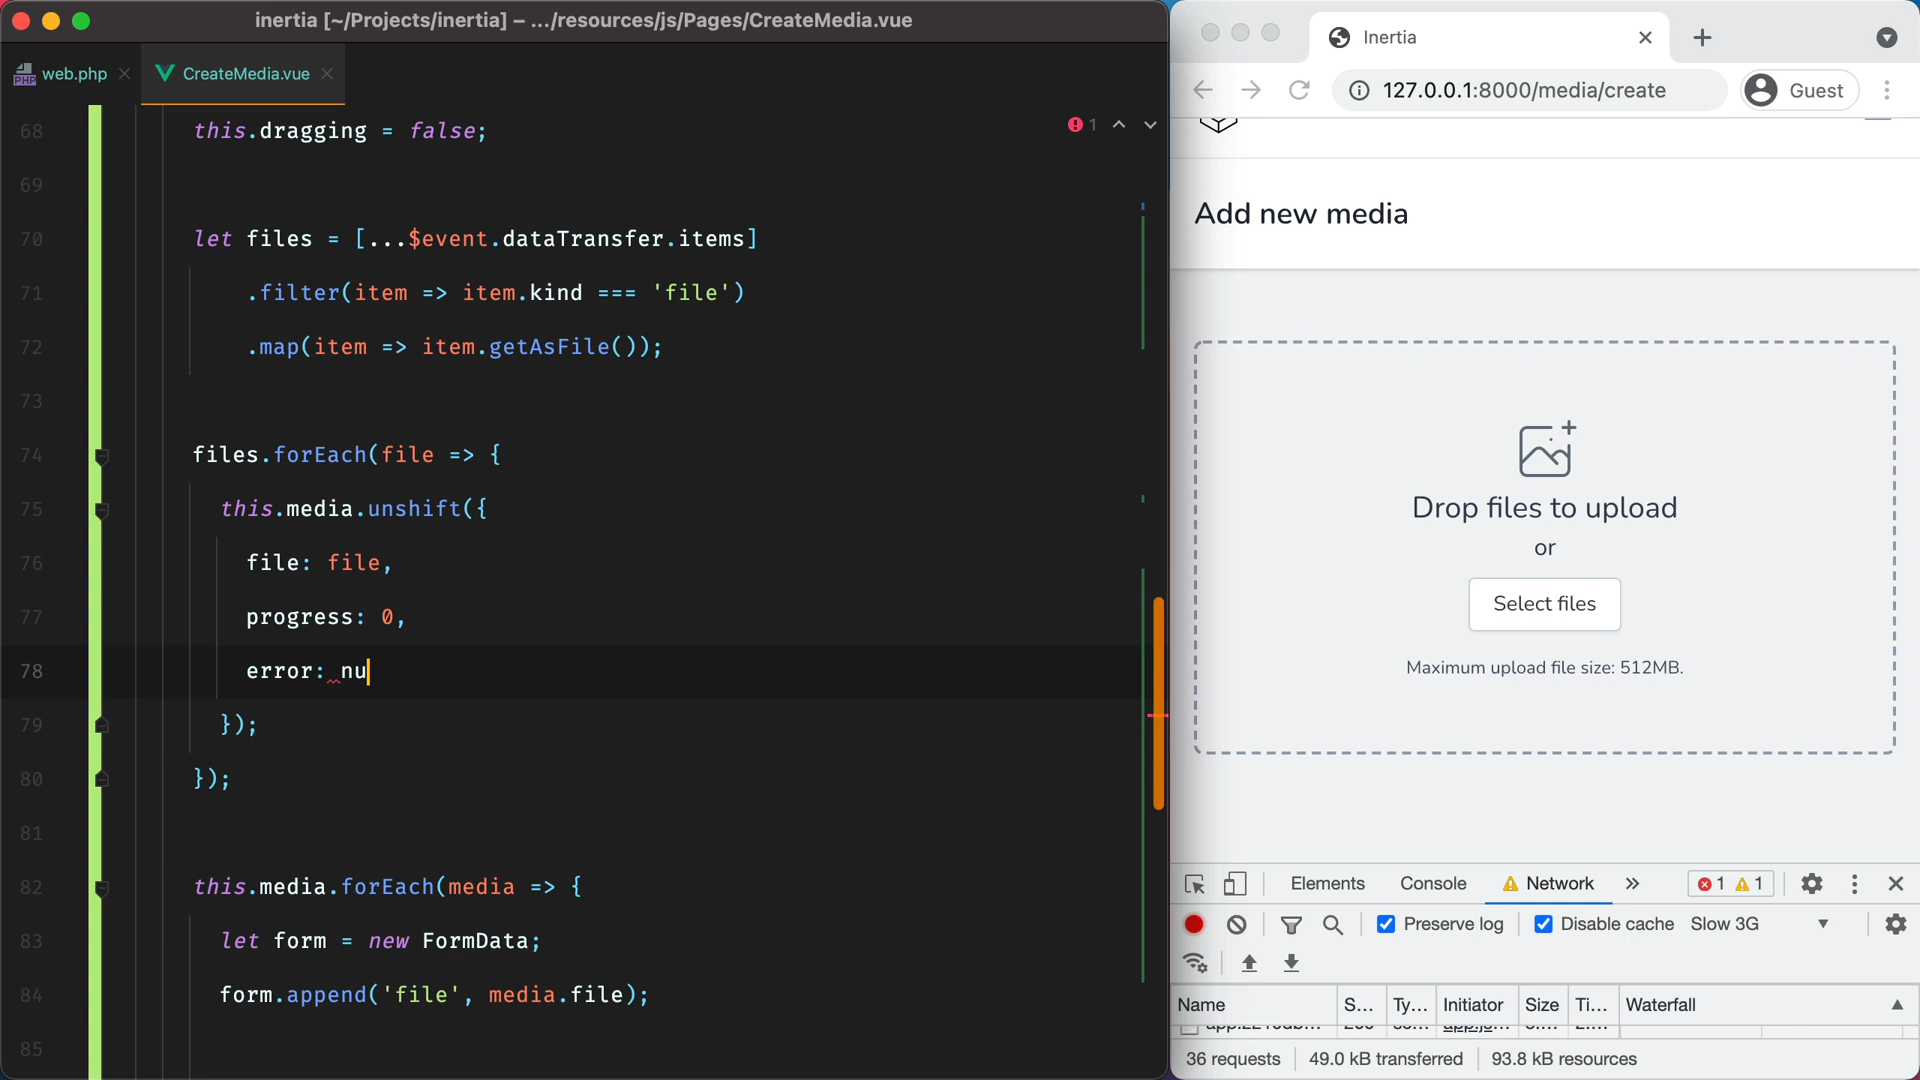 inertia [~/Projects/inertia] – .../resources/js/Pages/CreateMedia.vue
web.php
CreateMedia.vue
68 this.dragging = false;
1
69
70 let files = [...$event.dataTransfer.items]
71 .filter(item => item.kind === 'file')
72 .map(item => item.getAsFile());
73
74 files.forEach(file => {
75 this.media.unshift({
76 file: file,
77 progress: 0,
78 error: nu
79 });
80 });
81
82 this.media.forEach(media => {
83 let form = new FormData;
84 form.append('file', media.file);
85
Inertia
127.0.0.1:8000/media/create
Guest
Add new media
Drop files to upload
or
Select files
Maximum upload file size: 512MB.
Elements Console Network 1 1
Preserve log Disable cache Slow 3G
Name S... Ty... Initiator Size Ti... Waterfall
36 requests 49.0 kB transferred 93.8 kB resources